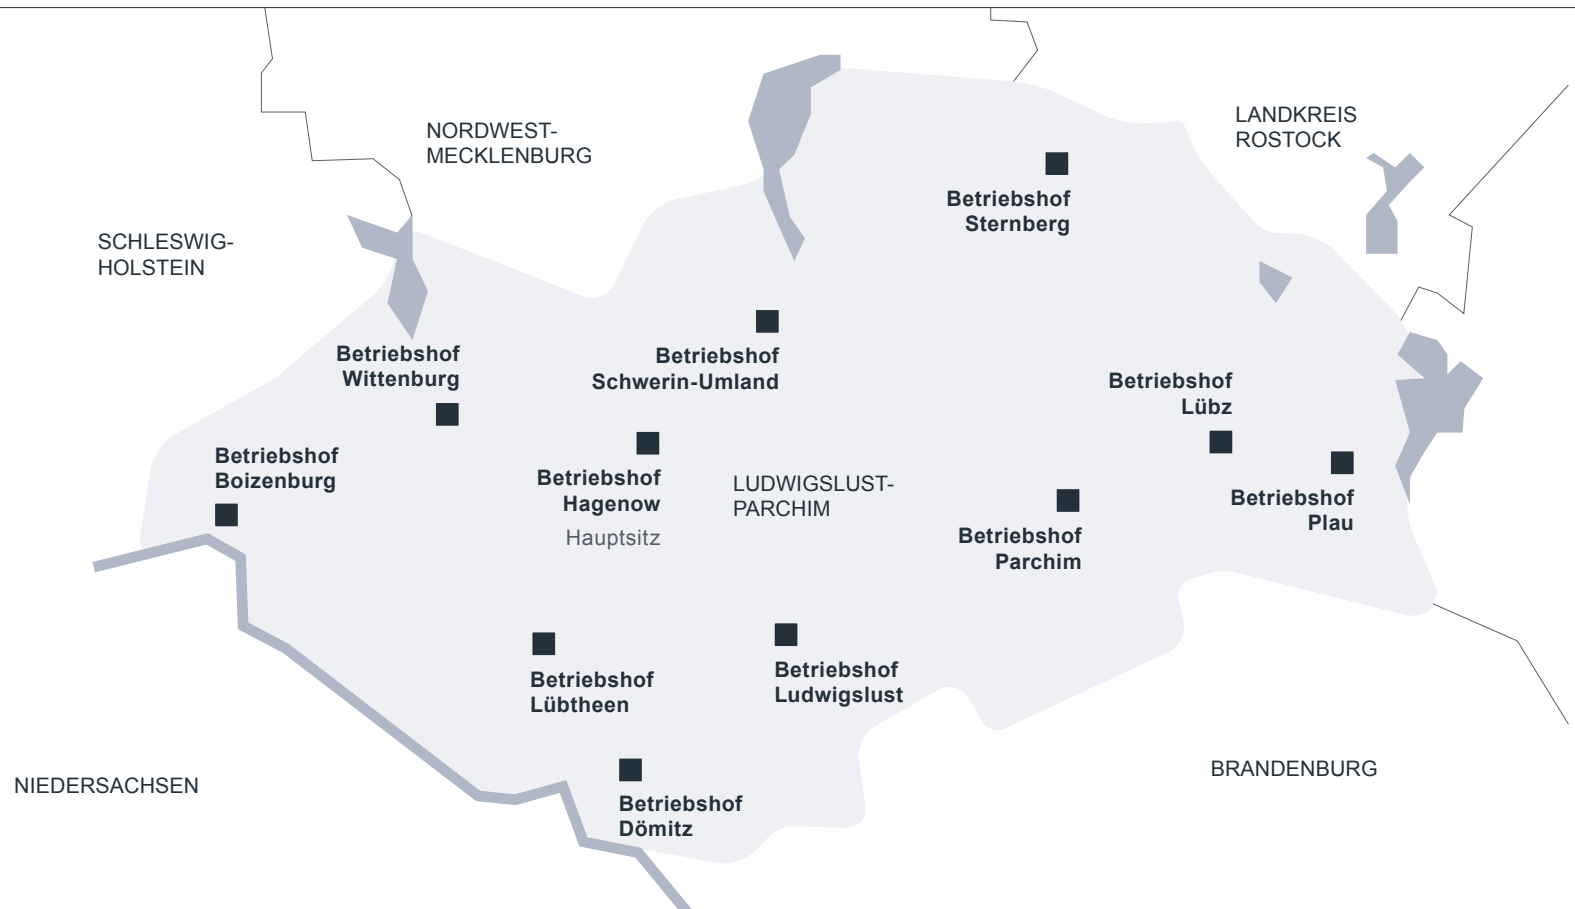 LANDKREIS
ROSTOCK
NORDWEST-
MECKLENBURG
Betriebshof
Sternberg
SCHLESWIG-
HOLSTEIN
Betriebshof
Wittenburg
Betriebshof
Schwerin-Umland
Betriebshof
Lübz
Betriebshof
Boizenburg
Betriebshof
Hagenow
Hauptsitz
LUDWIGSLUST-
PARCHIM
Betriebshof
Plau
Betriebshof
Parchim
Betriebshof
Lübtheen
Betriebshof
Ludwigslust
NIEDERSACHSEN
BRANDENBURG
Betriebshof
Dömitz